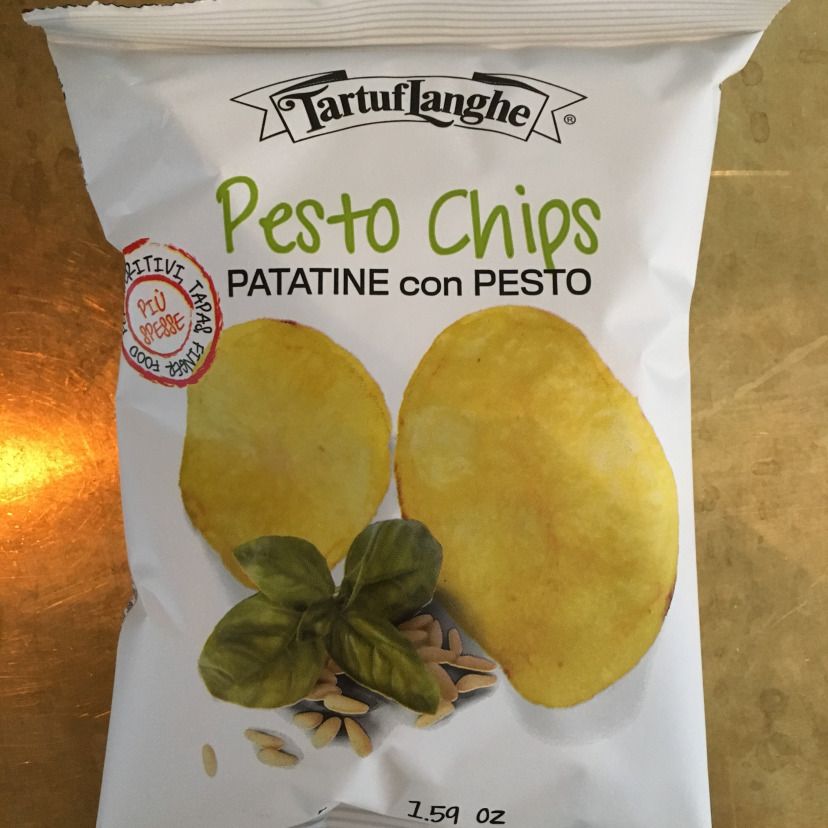 TartufLanghe ®
Pesto Chips
PATATINE con PESTO
TAPAS FINGER FOOD
PIÙ
SPESSE
1.59 oz